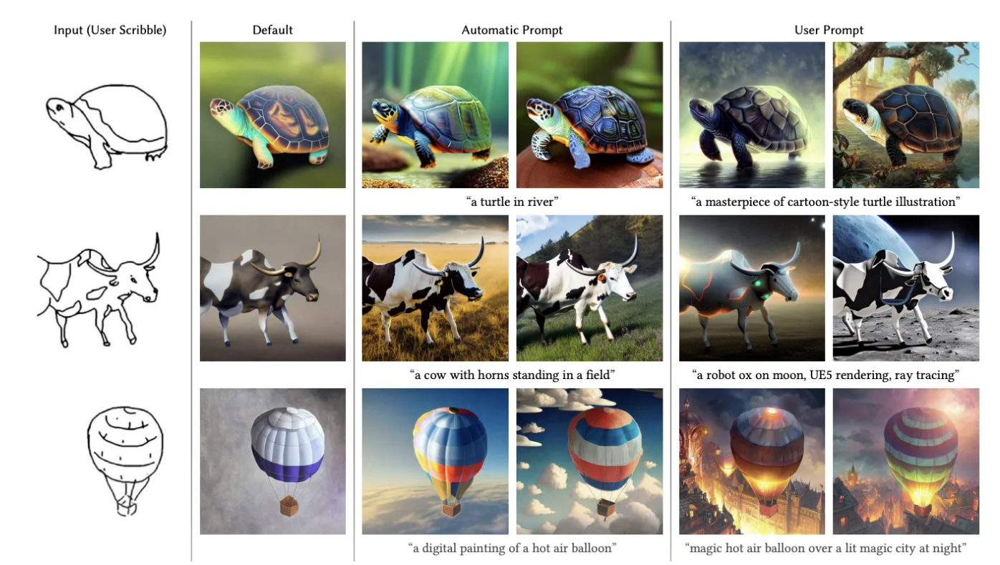 Input (User Scribble)
Default
Automatic Prompt
User Prompt
“a turtle in river”
“a masterpiece of cartoon-style turtle illustration”
“a cow with horns standing in a field”
“a robot ox on moon, UE5 rendering, ray tracing”
“a digital painting of a hot air balloon”
“magic hot air balloon over a lit magic city at night”